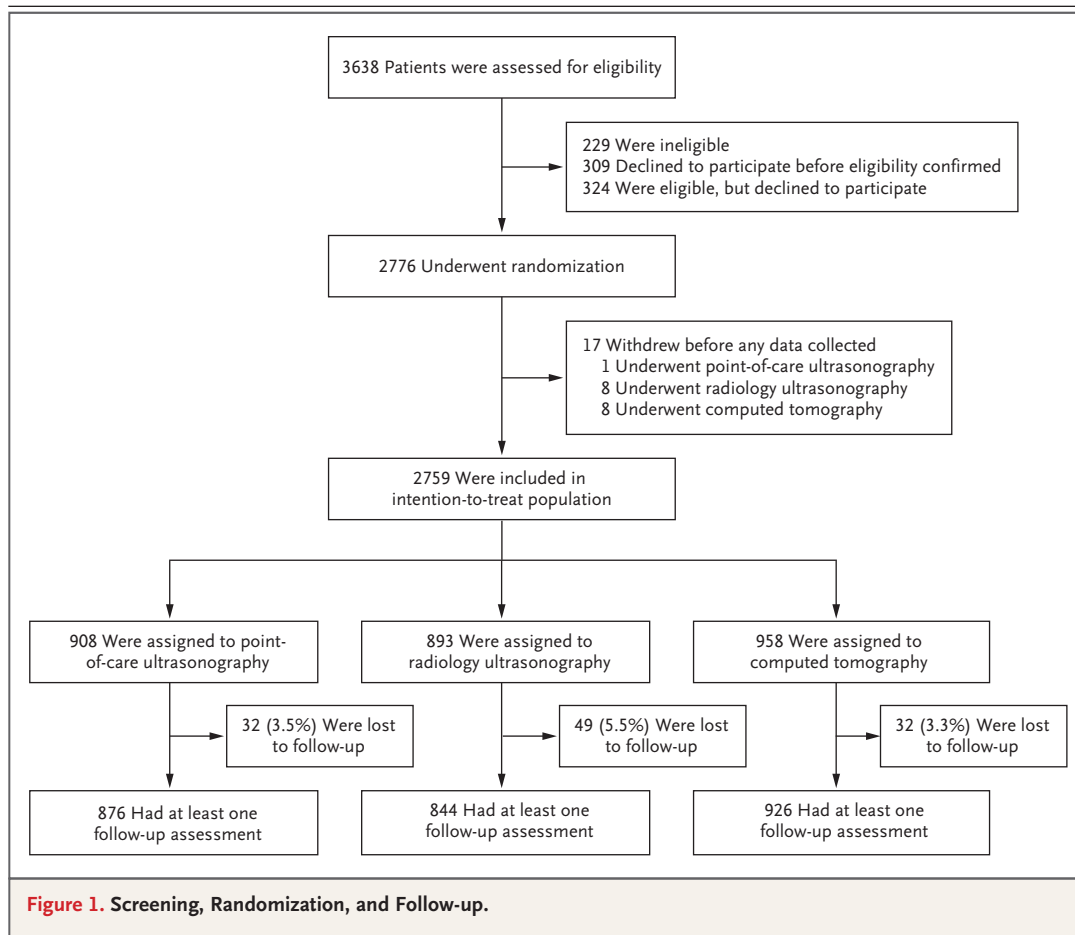 3638 Patients were assessed for eligibility
229 Were ineligible
309 Declined to participate before eligibility confirmed
324 Were eligible, but declined to participate
2776 Underwent randomization
17 Withdrew before any data collected
1 Underwent point-of-care ultrasonography
8 Underwent radiology ultrasonography
8 Underwent computed tomography
2759 Were included in
intention-to-treat population
908 Were assigned to point-
of-care ultrasonography
893 Were assigned to
radiology ultrasonography
958 Were assigned to
computed tomography
32 (3.5%) Were lost
to follow-up
49 (5.5%) Were lost
to follow-up
32 (3.3%) Were lost
to follow-up
876 Had at least one
follow-up assessment
844 Had at least one
follow-up assessment
926 Had at least one
follow-up assessment
Figure 1. Screening, Randomization, and Follow-up.